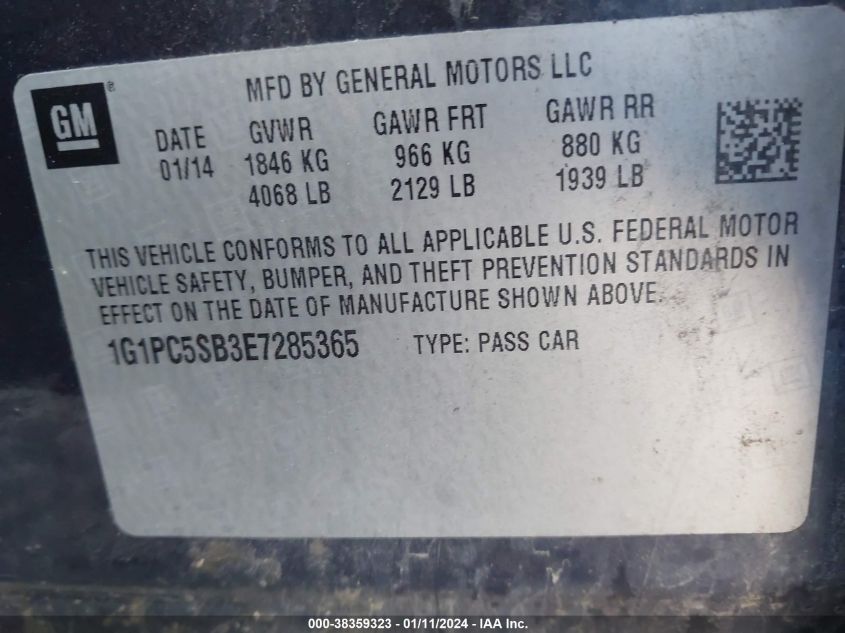 GM®
MFD BY GENERAL MOTORS LLC
DATE GVWR GAWR FRT GAWR RR
01/14 1846 KG 966 KG 880 KG
4068 LB 2129 LB 1939 LB
THIS VEHICLE CONFORMS TO ALL APPLICABLE U.S. FEDERAL MOTOR
VEHICLE SAFETY, BUMPER, AND THEFT PREVENTION STANDARDS IN
EFFECT ON THE DATE OF MANUFACTURE SHOWN ABOVE.
1G1PC5SB3E7285365 TYPE: PASS CAR
000-38359323 - 01/11/2024 - IAA Inc.